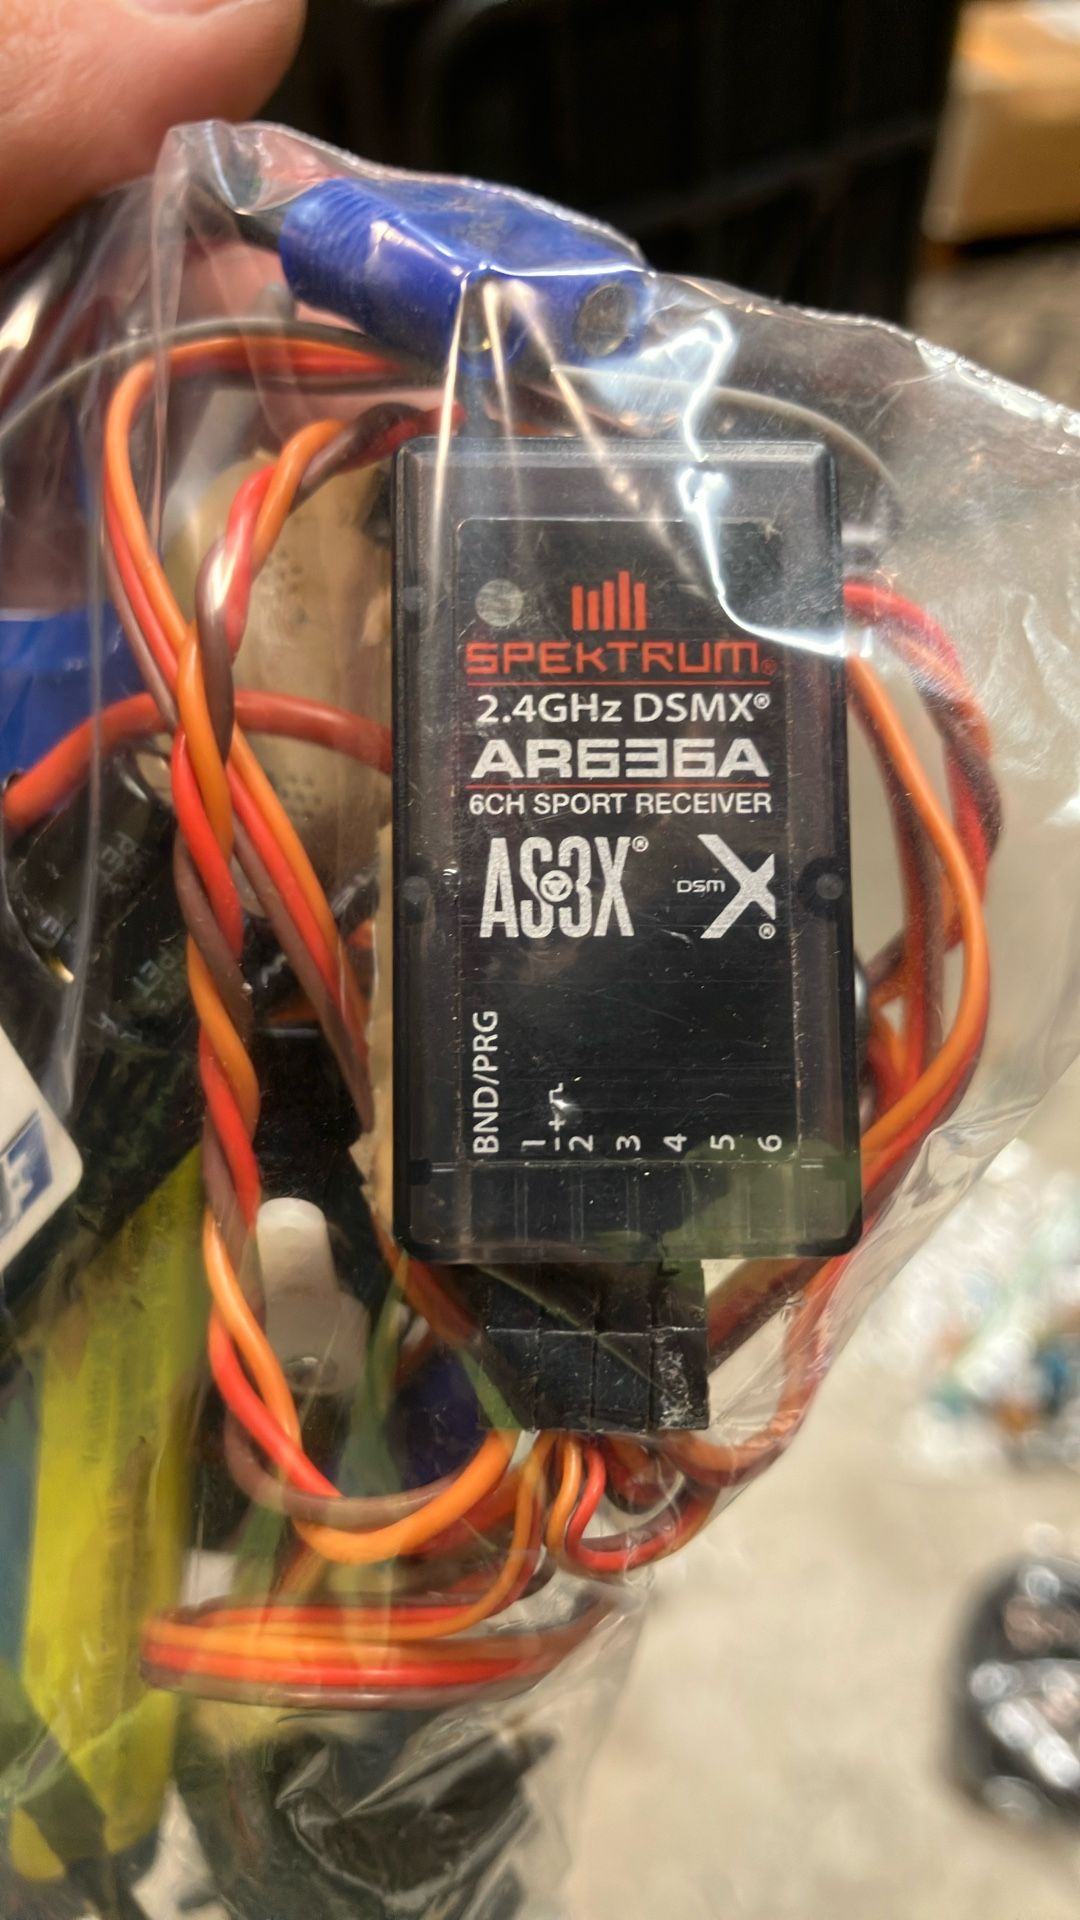 SPEKTRUM®
2.4GHz DSMX®
AR636A
6CH SPORT RECEIVER
AS3X®
DSM X®
BND/PRG
1
- + ⎍
2
3
4
5
6